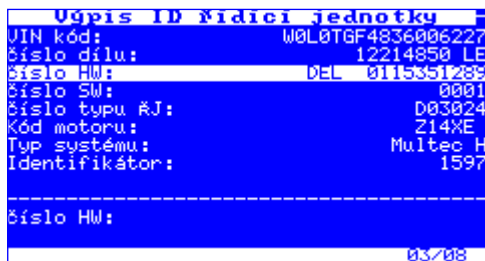 Výpis ID Řídící jednotky
VIN kód: W0L0TGF4836006227
číslo dílu: 12214850 LE
číslo HW: DEL 0115351289
číslo SW: 0001
číslo typu ŘJ: D03024
Kód motoru: Z14XE
Typ systému: Multec H
Identifikátor: 1597
číslo HW:
03/08